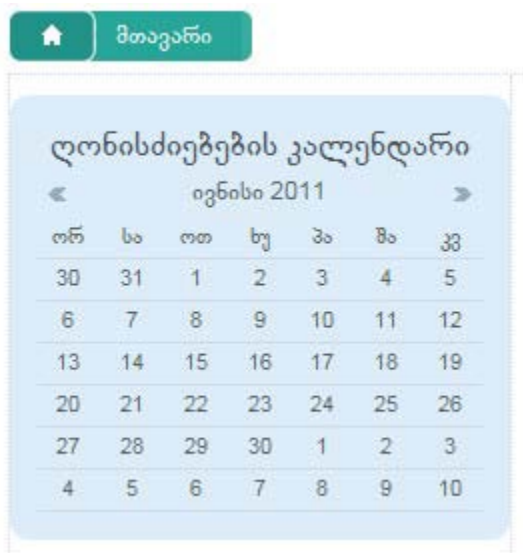 მთავარი
ღონისძიებების კალენდარი
« ივნისი 2011 »
ორ სა ოთ ხუ პა შა კვ
30 31 1 2 3 4 5
6 7 8 9 10 11 12
13 14 15 16 17 18 19
20 21 22 23 24 25 26
27 28 29 30 1 2 3
4 5 6 7 8 9 10